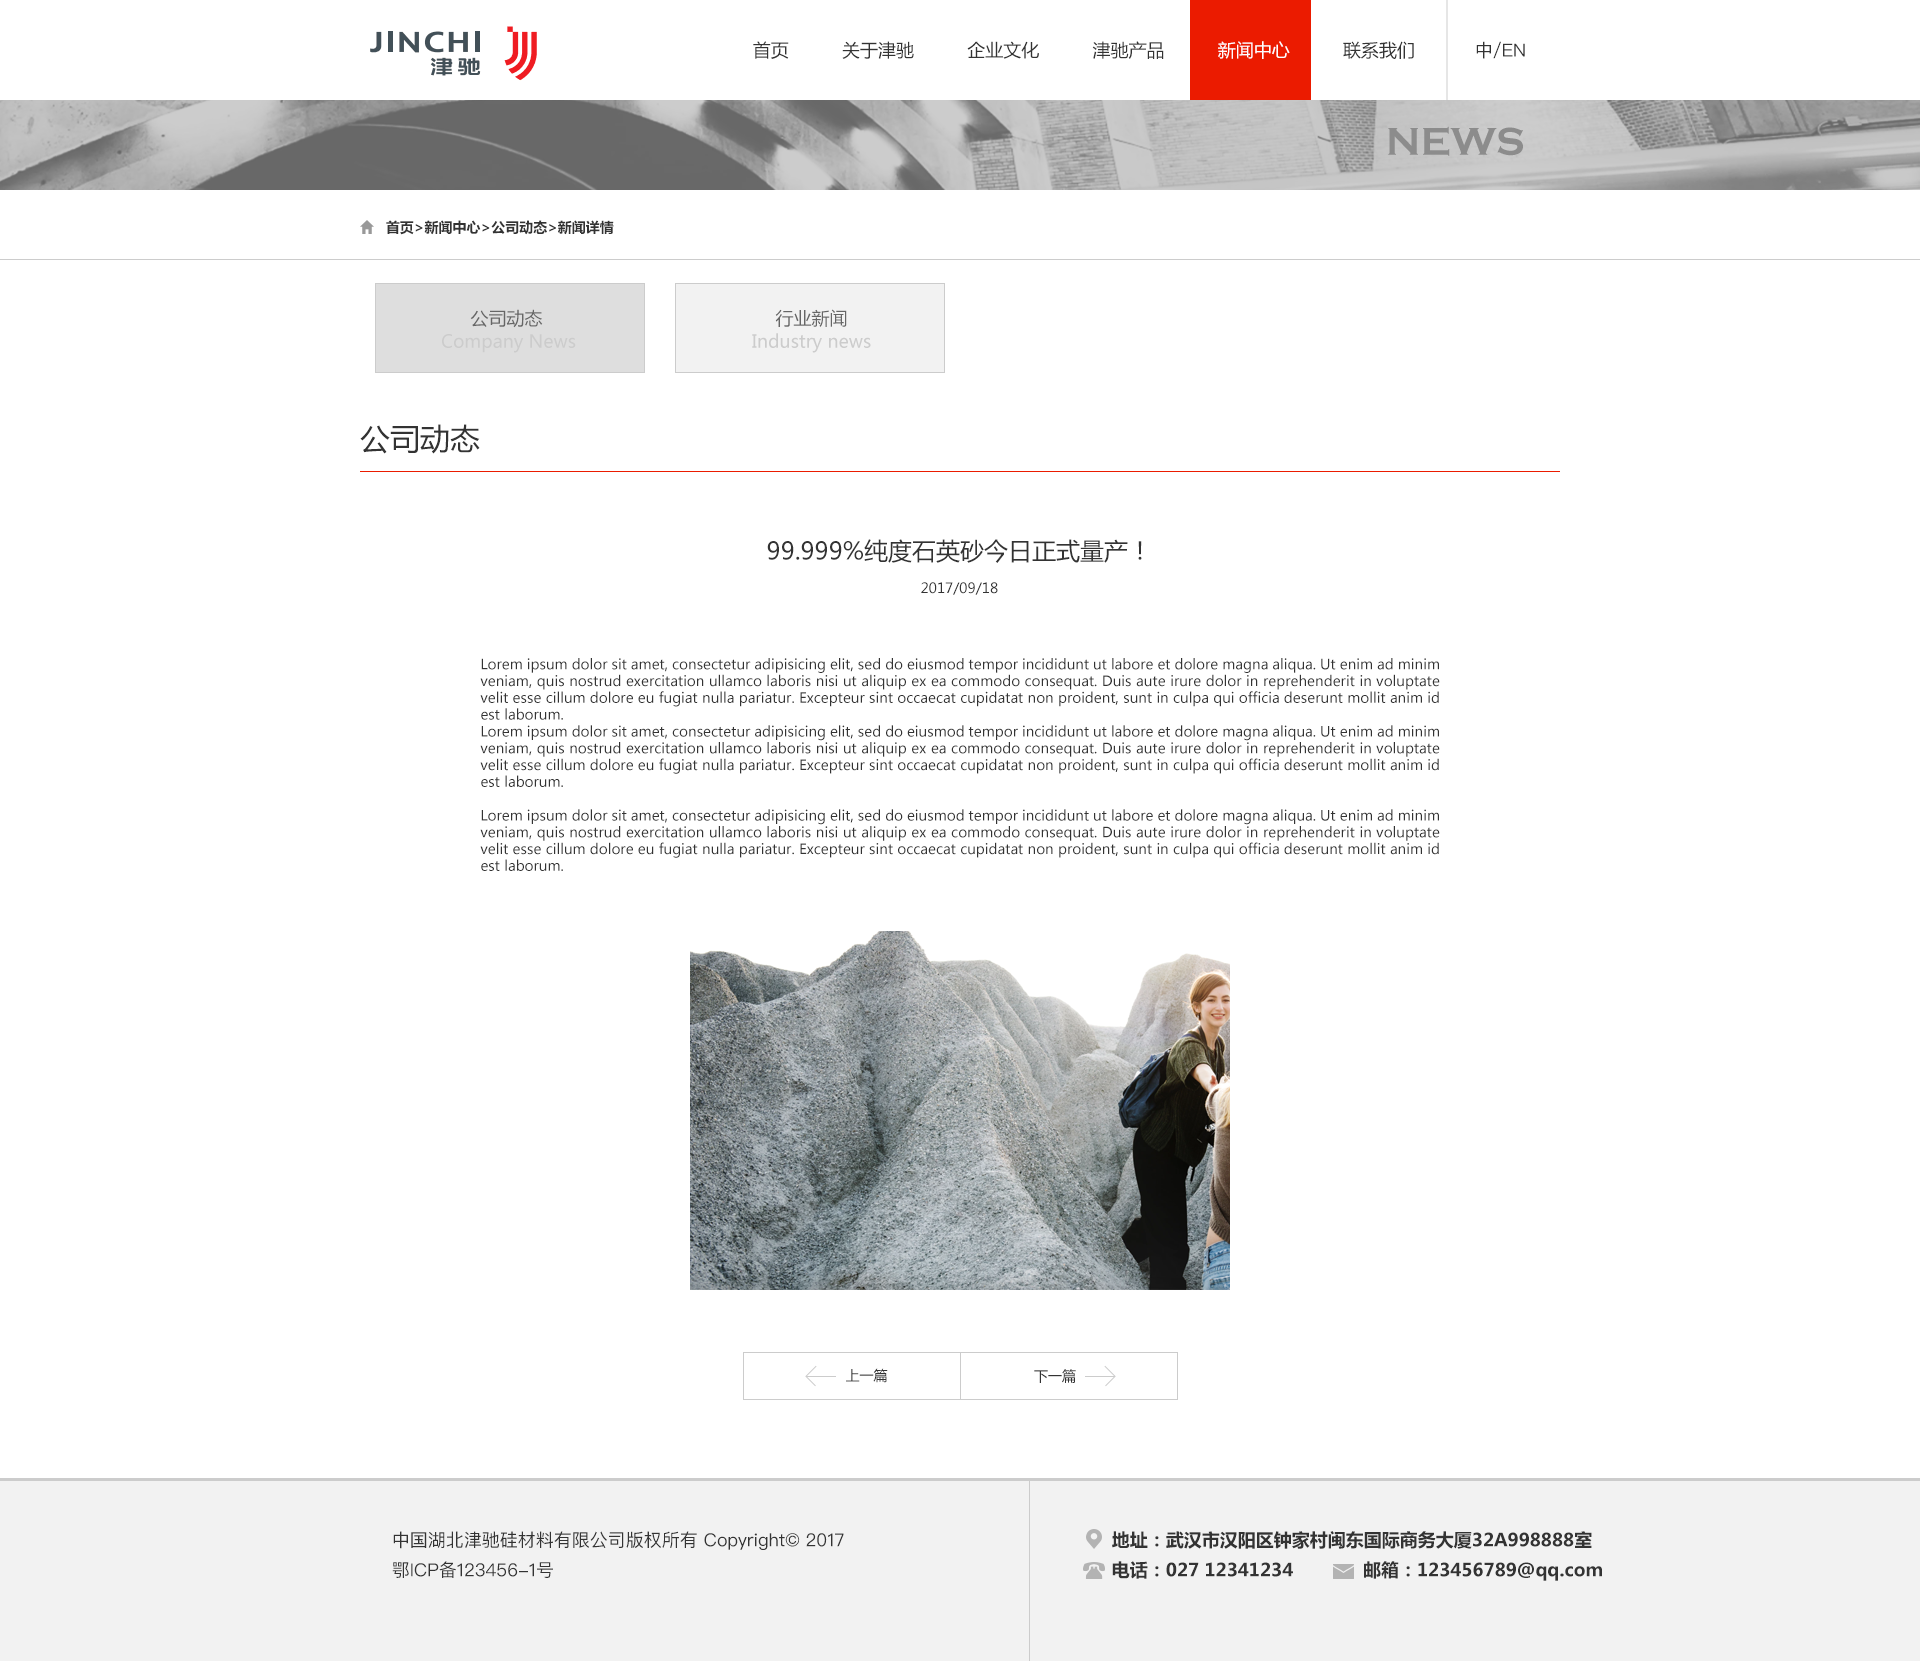 JINCHI
津驰
首页 关于津驰 企业文化 津驰产品 新闻中心 联系我们 中/EN
NEWS
首页>新闻中心>公司动态>新闻详情
公司动态
Company News
行业新闻
Industry news
公司动态
99.999%纯度石英砂今日正式量产！
2017/09/18
Lorem ipsum dolor sit amet, consectetur adipisicing elit, sed do eiusmod tempor incididunt ut labore et dolore magna aliqua. Ut enim ad minim
veniam, quis nostrud exercitation ullamco laboris nisi ut aliquip ex ea commodo consequat. Duis aute irure dolor in reprehenderit in voluptate
velit esse cillum dolore eu fugiat nulla pariatur. Excepteur sint occaecat cupidatat non proident, sunt in culpa qui officia deserunt mollit anim id
est laborum.
Lorem ipsum dolor sit amet, consectetur adipisicing elit, sed do eiusmod tempor incididunt ut labore et dolore magna aliqua. Ut enim ad minim
veniam, quis nostrud exercitation ullamco laboris nisi ut aliquip ex ea commodo consequat. Duis aute irure dolor in reprehenderit in voluptate
velit esse cillum dolore eu fugiat nulla pariatur. Excepteur sint occaecat cupidatat non proident, sunt in culpa qui officia deserunt mollit anim id
est laborum.
Lorem ipsum dolor sit amet, consectetur adipisicing elit, sed do eiusmod tempor incididunt ut labore et dolore magna aliqua. Ut enim ad minim
veniam, quis nostrud exercitation ullamco laboris nisi ut aliquip ex ea commodo consequat. Duis aute irure dolor in reprehenderit in voluptate
velit esse cillum dolore eu fugiat nulla pariatur. Excepteur sint occaecat cupidatat non proident, sunt in culpa qui officia deserunt mollit anim id
est laborum.
上一篇 下一篇
中国湖北津驰硅材料有限公司版权所有 Copyright© 2017
鄂ICP备123456-1号
地址：武汉市汉阳区钟家村闽东国际商务大厦32A998888室
电话：027 12341234 邮箱：123456789@qq.com